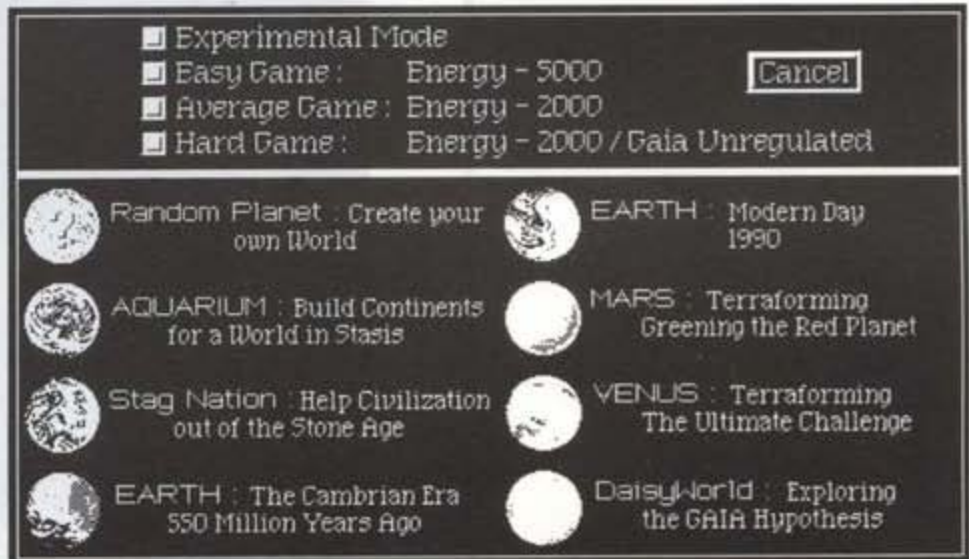 Experimental Mode
Easy Game : Energy - 5000
Cancel
Average Game : Energy - 2000
Hard Game : Energy - 2000 / Gaia Unregulated
Random Planet : Create your
own World
AQUARIUM : Build Continents
for a World in Stasis
Stag Nation : Help Civilization
out of the Stone Age
EARTH : The Cambrian Era
550 Million Years Ago
EARTH : Modern Day
1990
MARS : Terraforming
Greening the Red Planet
VENUS : Terraforming
The Ultimate Challenge
DaisyWorld : Exploring
the GAIA Hypothesis